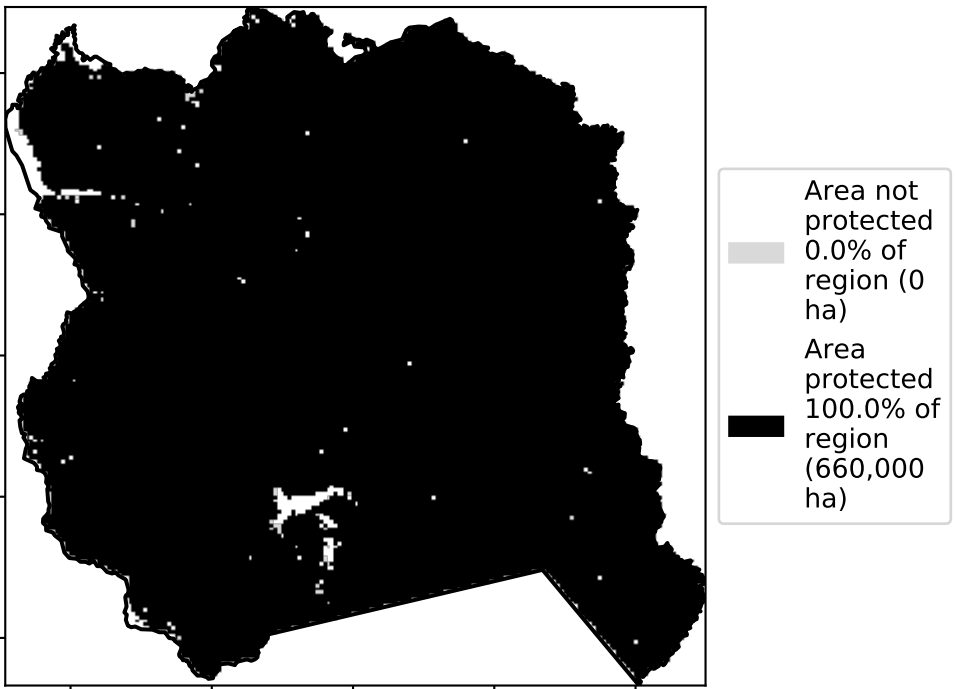 Area not
protected
0.0% of
region (0
ha)
Area
protected
100.0% of
region
(660,000
ha)